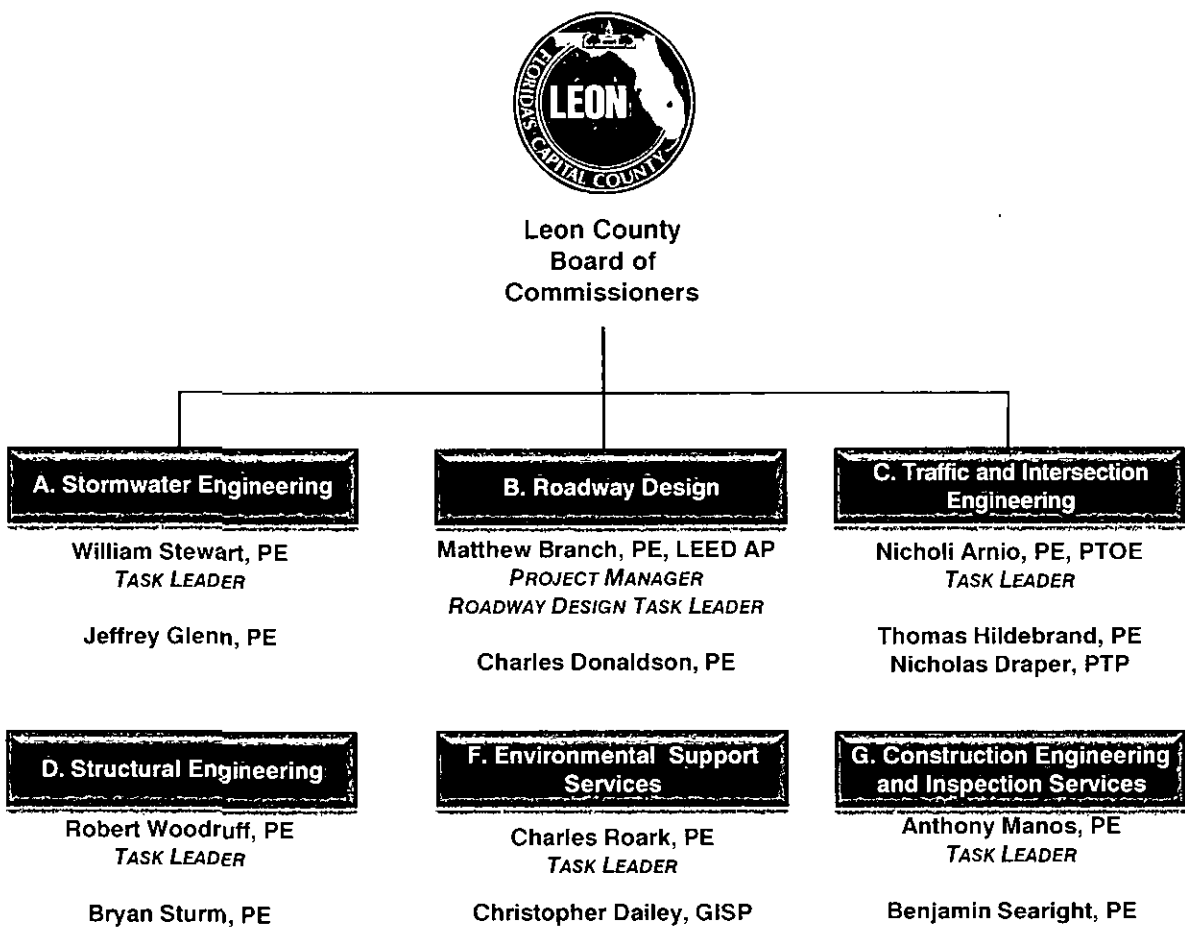 LEON
FLORIDA'S CAPITAL COUNTY
Leon County
Board of
Commissioners
A. Stormwater Engineering
William Stewart, PE
TASK LEADER
Jeffrey Glenn, PE
B. Roadway Design
Matthew Branch, PE, LEED AP
PROJECT MANAGER
ROADWAY DESIGN TASK LEADER
Charles Donaldson, PE
C. Traffic and Intersection
Engineering
Nicholi Arnio, PE, PTOE
TASK LEADER
Thomas Hildebrand, PE
Nicholas Draper, PTP
D. Structural Engineering
Robert Woodruff, PE
TASK LEADER
Bryan Sturm, PE
F. Environmental Support
Services
Charles Roark, PE
TASK LEADER
Christopher Dailey, GISP
G. Construction Engineering
and Inspection Services
Anthony Manos, PE
TASK LEADER
Benjamin Searight, PE